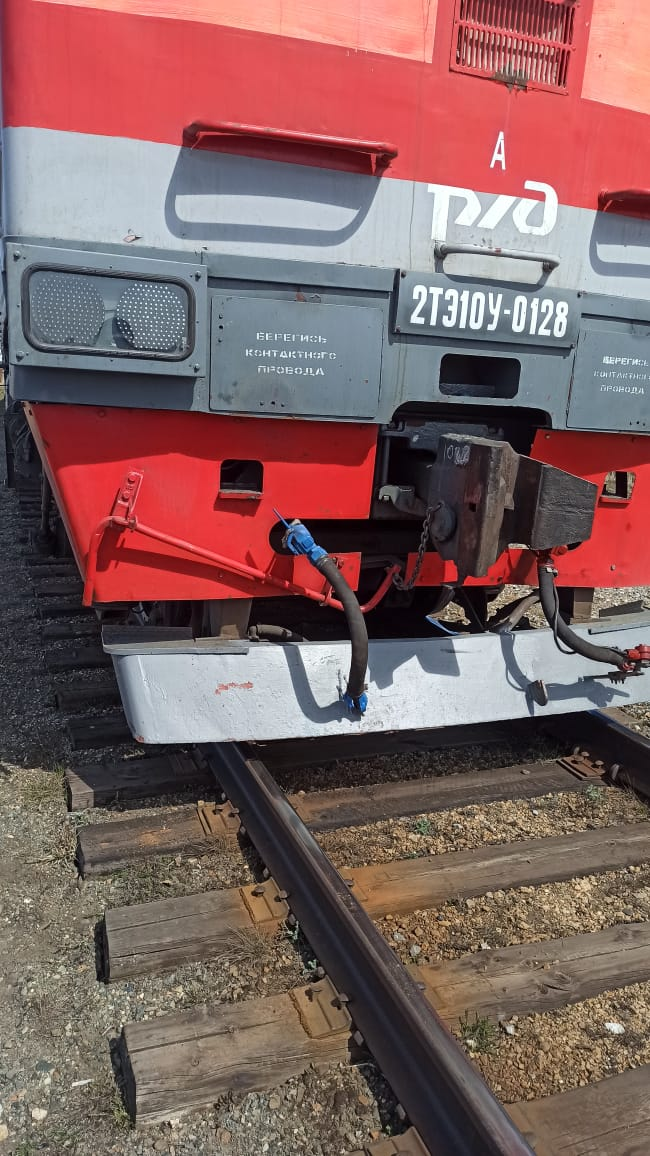 А
РЖД
2ТЭ10У-0128
БЕРЕГИСЬ
КОНТАКТНОГО
ПРОВОДА
БЕРЕГИСЬ
КОНТАКТНОГО
ПРОВОДА